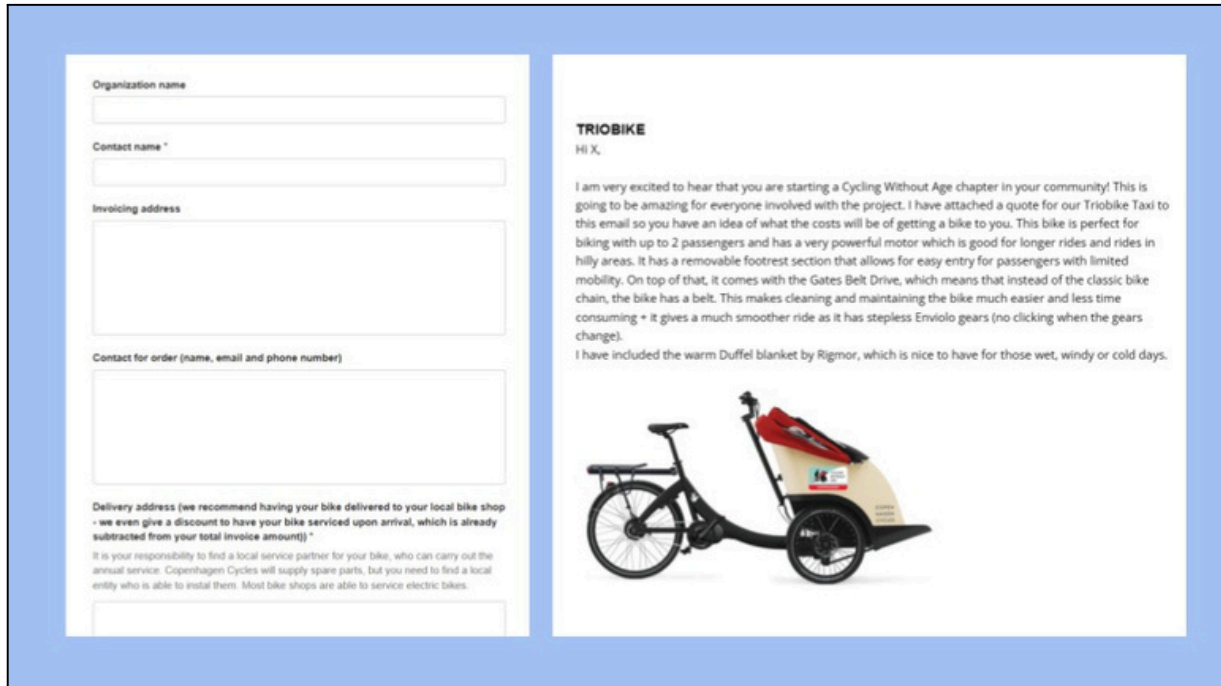 Organization name
Contact name *
Invoicing address
Contact for order (name, email and phone number)
Delivery address (we recommend having your bike delivered to your local bike shop
- we even give a discount to have your bike serviced upon arrival, which is already
subtracted from your total invoice amount)) *
It is your responsibility to find a local service partner for your bike, who can carry out the
annual service. Copenhagen Cycles will supply spare parts, but you need to find a local
entity who is able to instal them. Most bike shops are able to service electric bikes.
TRIOBIKE
Hi X,
I am very excited to hear that you are starting a Cycling Without Age chapter in your community! This is
going to be amazing for everyone involved with the project. I have attached a quote for our Triobike Taxi to
this email so you have an idea of what the costs will be of getting a bike to you. This bike is perfect for
biking with up to 2 passengers and has a very powerful motor which is good for longer rides and rides in
hilly areas. It has a removable footrest section that allows for easy entry for passengers with limited
mobility. On top of that, it comes with the Gates Belt Drive, which means that instead of the classic bike
chain, the bike has a belt. This makes cleaning and maintaining the bike much easier and less time
consuming + it gives a much smoother ride as it has stepless Enviolo gears (no clicking when the gears
change).
I have included the warm Duffel blanket by Rigmor, which is nice to have for those wet, windy or cold days.
COPEN
HAGEN
CYCLES